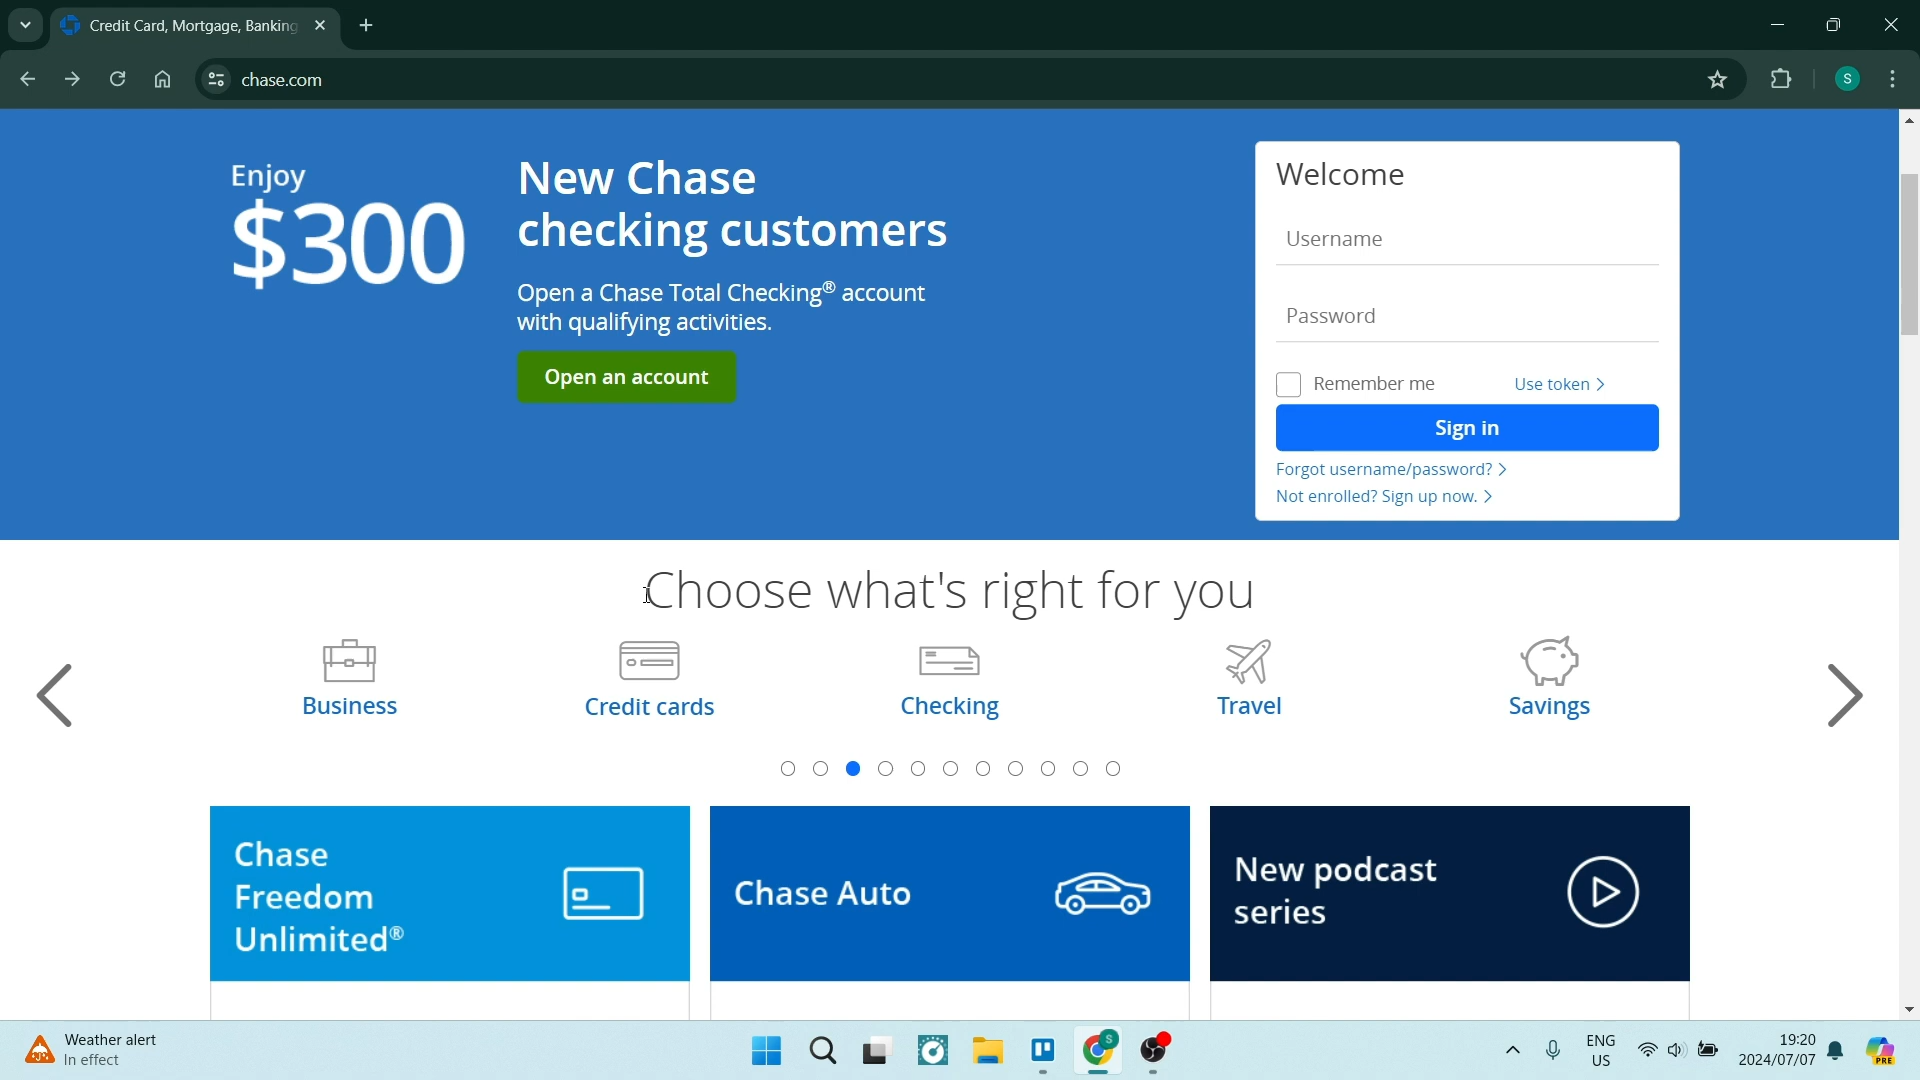 Credit Card, Mortgage, Banking
chase.com
S
Enjoy
$300
New Chase
checking customers
Open a Chase Total Checking® account
with qualifying activities.
Open an account
Welcome
Username
Password
Remember me
Use token
Sign in
Forgot username/password?
Not enrolled? Sign up now.
Choose what's right for you
Business
Credit cards
Checking
Travel
Savings
Chase
Freedom
Unlimited®
Chase Auto
New podcast
series
Weather alert
In effect
S
ENG
US
19:20
2024/07/07
PRE